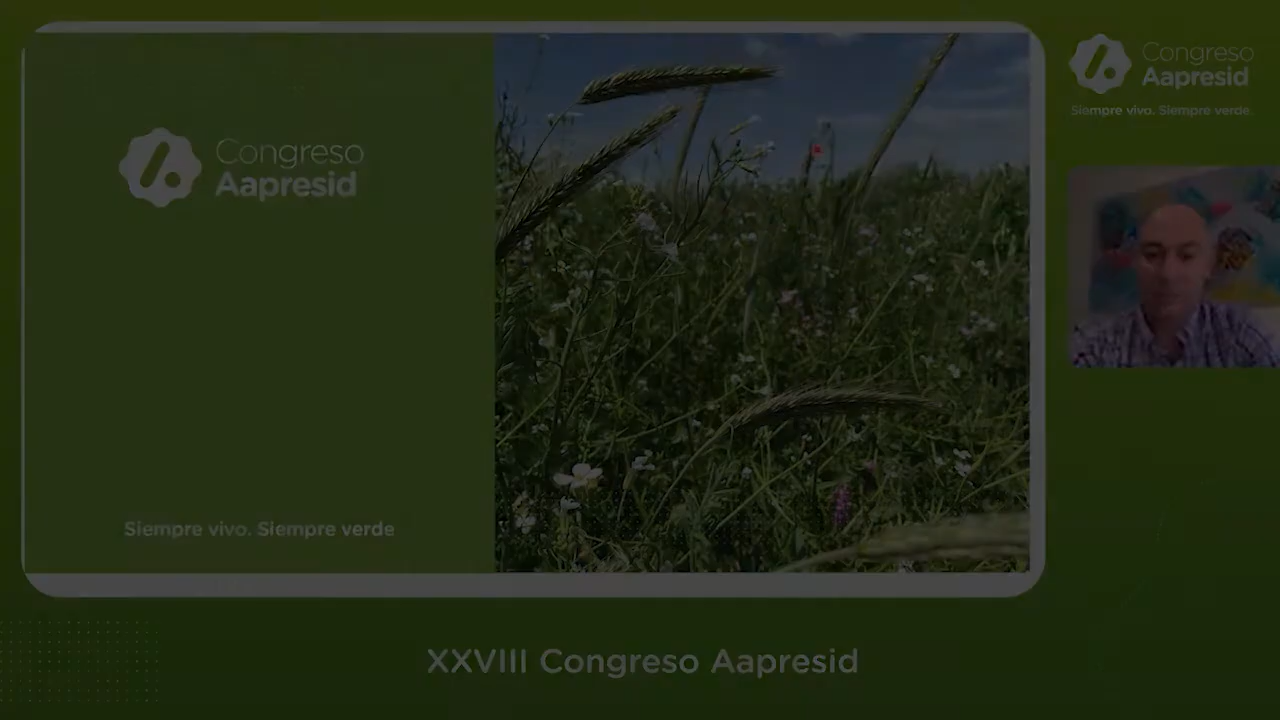 Congreso
Aapresid
Siempre vivo. Siempre verde
Congreso
Aapresid
Siempre vivo. Siempre verde.
XXVIII Congreso Aapresid